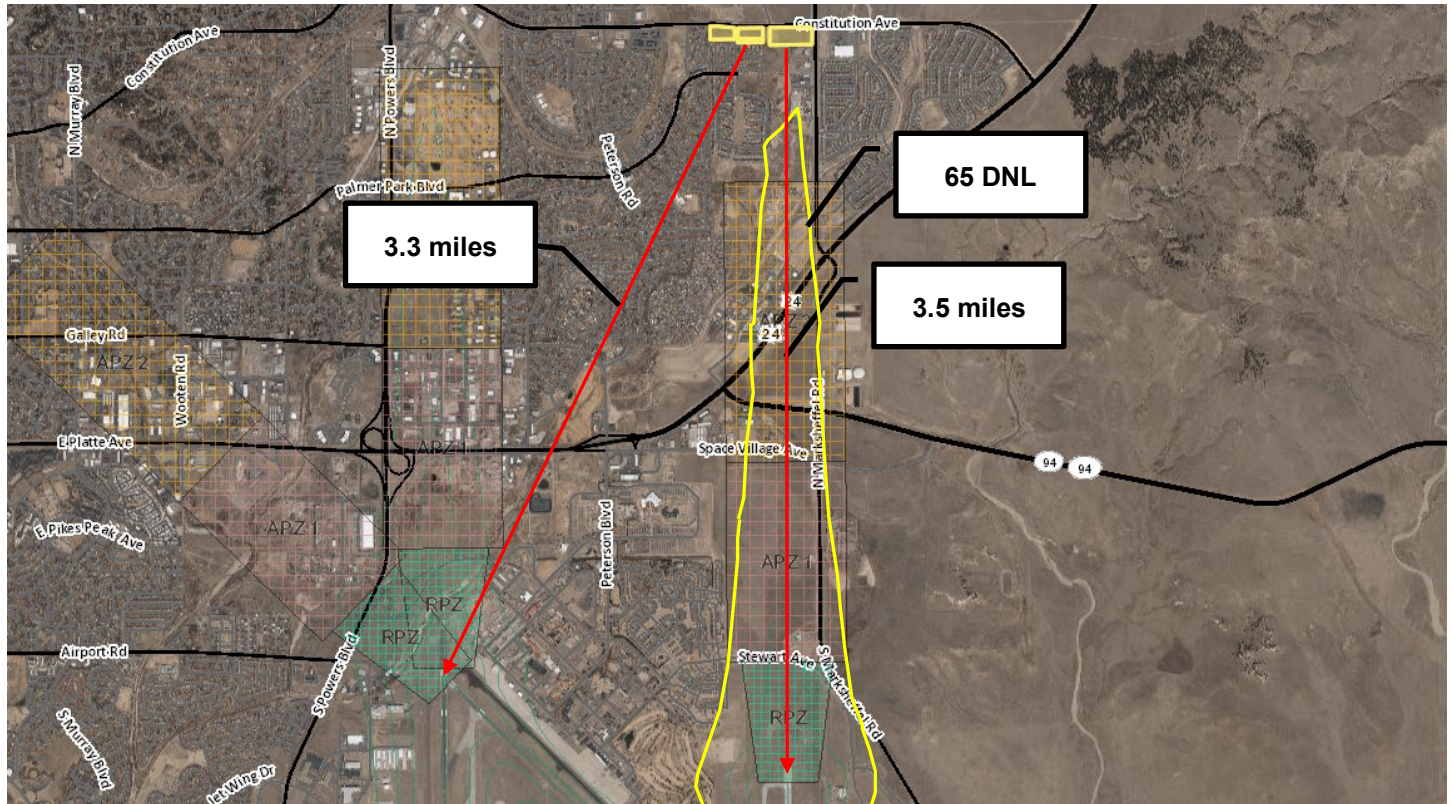 Constitution Ave
Constitution Ave
N Murray Blvd
N Powers Blvd
Peterson Rd
Palmer Park Blvd
65 DNL
3.3 miles
3.5 miles
24
24
Galley Rd
APZ 2
Wooten Rd
N Marksheffel Rd
E Platte Ave
APZ 1
Space Village Ave
94
94
E Pikes Peak Ave
APZ 1
Peterson Blvd
APZ 1
RPZ
RPZ
Airport Rd
S Powers Blvd
Stewart Ave
S Marksheffel Rd
S Murray Blvd
RPZ
Jet Wing Dr